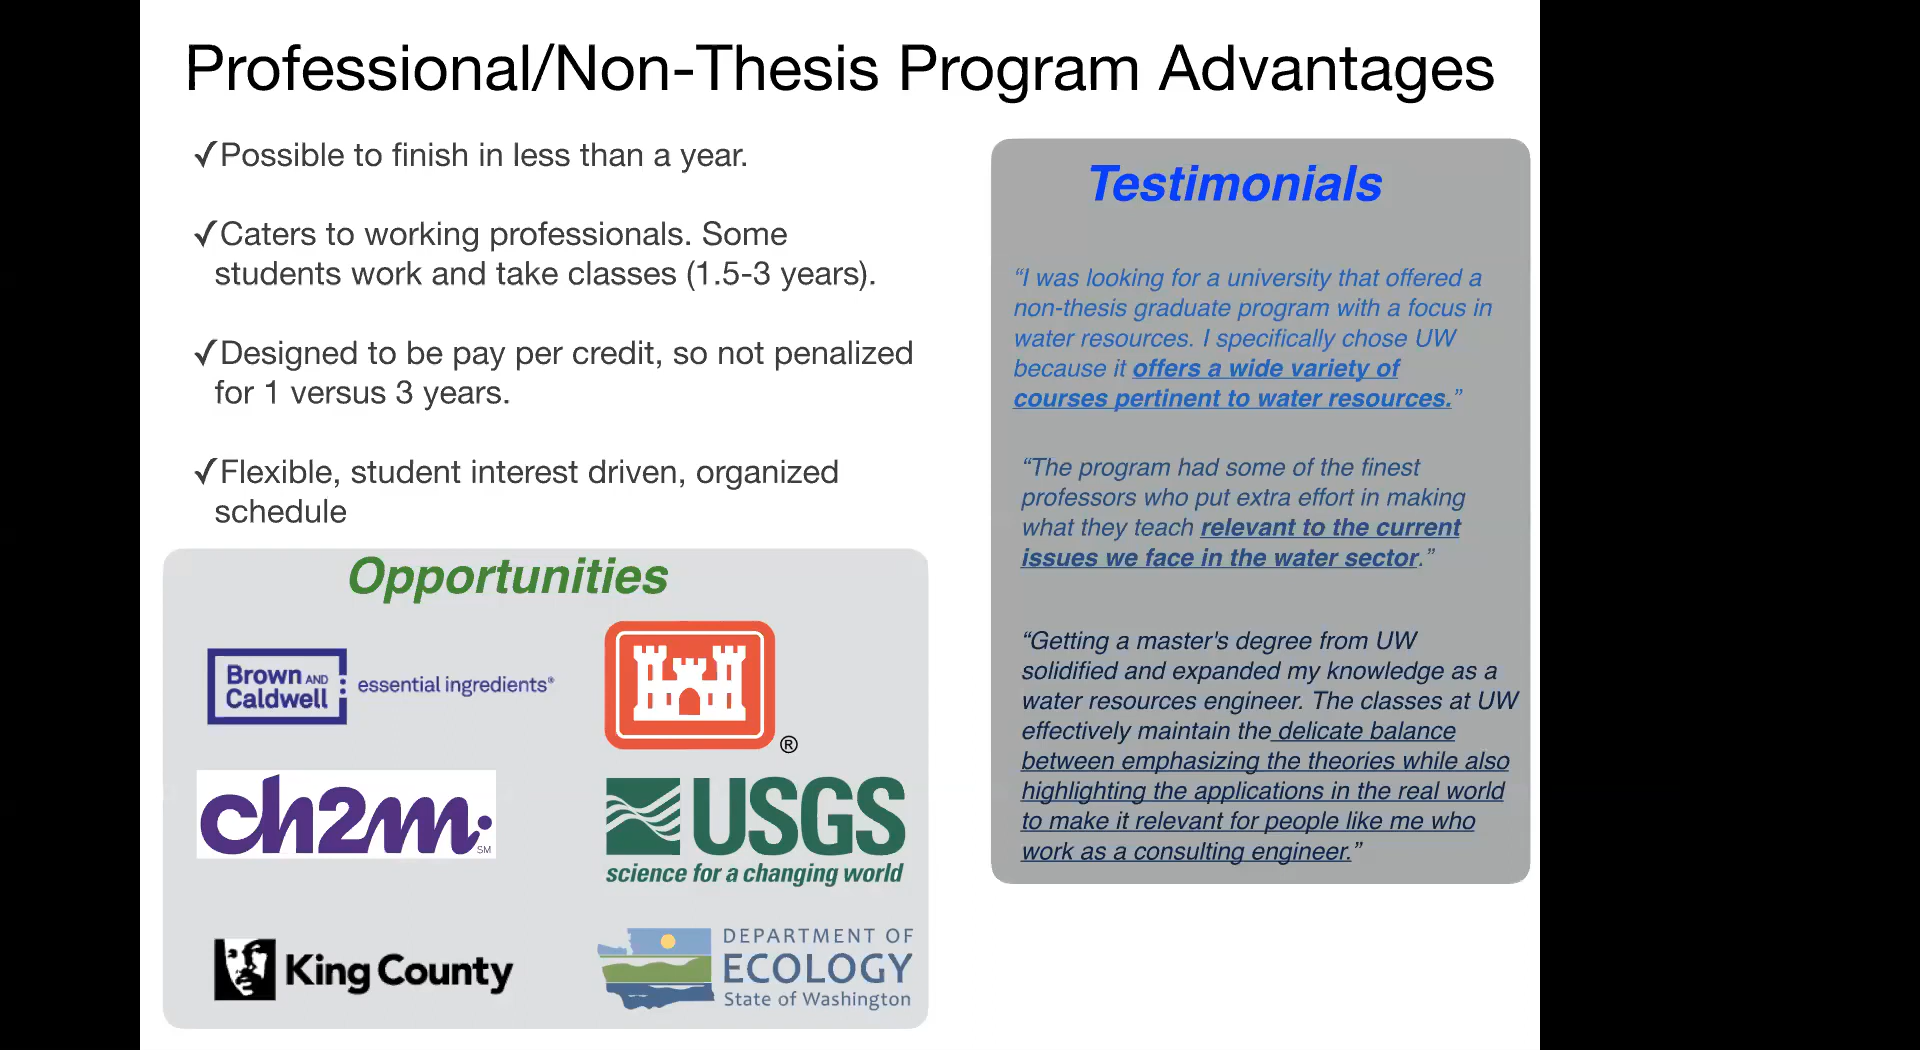 Professional/Non-Thesis Program Advantages
✓Possible to finish in less than a year.
✓Caters to working professionals. Some
students work and take classes (1.5-3 years).
✓Designed to be pay per credit, so not penalized
for 1 versus 3 years.
✓Flexible, student interest driven, organized
schedule
Opportunities
Brown AND
Caldwell
essential ingredients®
®
ch2m
SM
USGS
science for a changing world
King County
DEPARTMENT OF
ECOLOGY
State of Washington
Testimonials
“I was looking for a university that offered a
non-thesis graduate program with a focus in
water resources. I specifically chose UW
because it offers a wide variety of
courses pertinent to water resources.”
“The program had some of the finest
professors who put extra effort in making
what they teach relevant to the current
issues we face in the water sector.”
“Getting a master's degree from UW
solidified and expanded my knowledge as a
water resources engineer. The classes at UW
effectively maintain the delicate balance
between emphasizing the theories while also
highlighting the applications in the real world
to make it relevant for people like me who
work as a consulting engineer.”